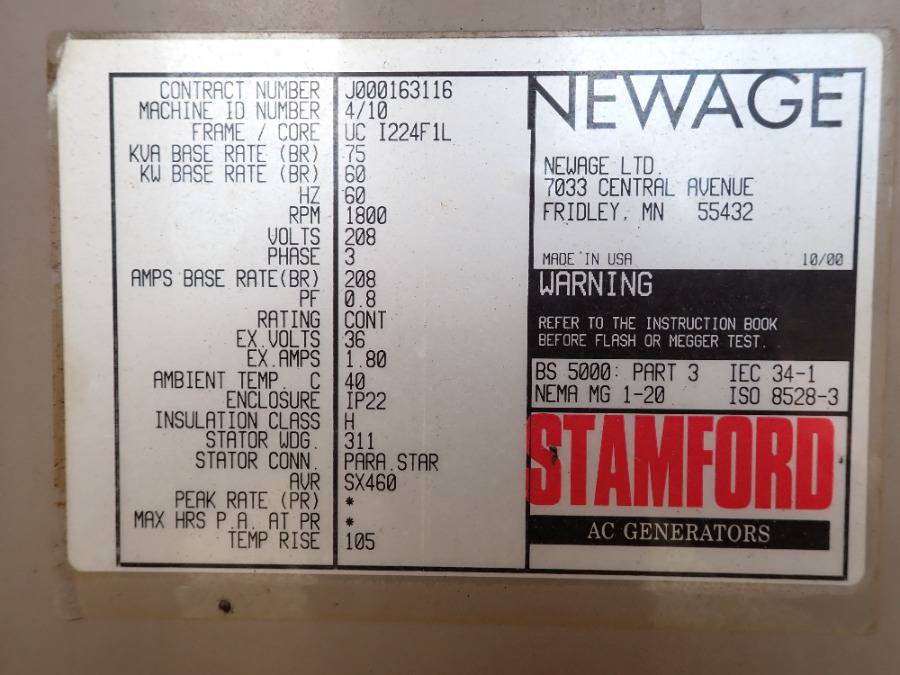 CONTRACT NUMBER J000163116
MACHINE ID NUMBER 4/10
FRAME / CORE UC I224F1L
KVA BASE RATE (BR) 75
KW BASE RATE (BR) 60
HZ 60
RPM 1800
VOLTS 208
PHASE 3
AMPS BASE RATE(BR) 208
PF 0.8
RATING CONT
EX.VOLTS 36
EX.AMPS 1.80
AMBIENT TEMP. C 40
ENCLOSURE IP22
INSULATION CLASS H
STATOR WDG. 311
STATOR CONN. PARA.STAR
AVR SX460
PEAK RATE (PR) *
MAX HRS P.A. AT PR *
TEMP RISE 105
NEWAGE
NEWAGE LTD.
7033 CENTRAL AVENUE
FRIDLEY, MN 55432
MADE IN USA 10/00
WARNING
REFER TO THE INSTRUCTION BOOK
BEFORE FLASH OR MEGGER TEST.
BS 5000: PART 3 IEC 34-1
NEMA MG 1-20 ISO 8528-3
STAMFORD
AC GENERATORS